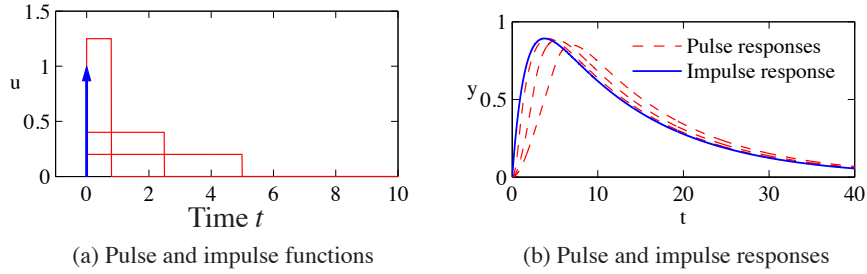 1.5
1
u
0.5
0
0 2 4 6 8 10
Time t
(a) Pulse and impulse functions
1
y
0.5
0
0 10 20 30 40
t
Pulse responses
Impulse response
(b) Pulse and impulse responses